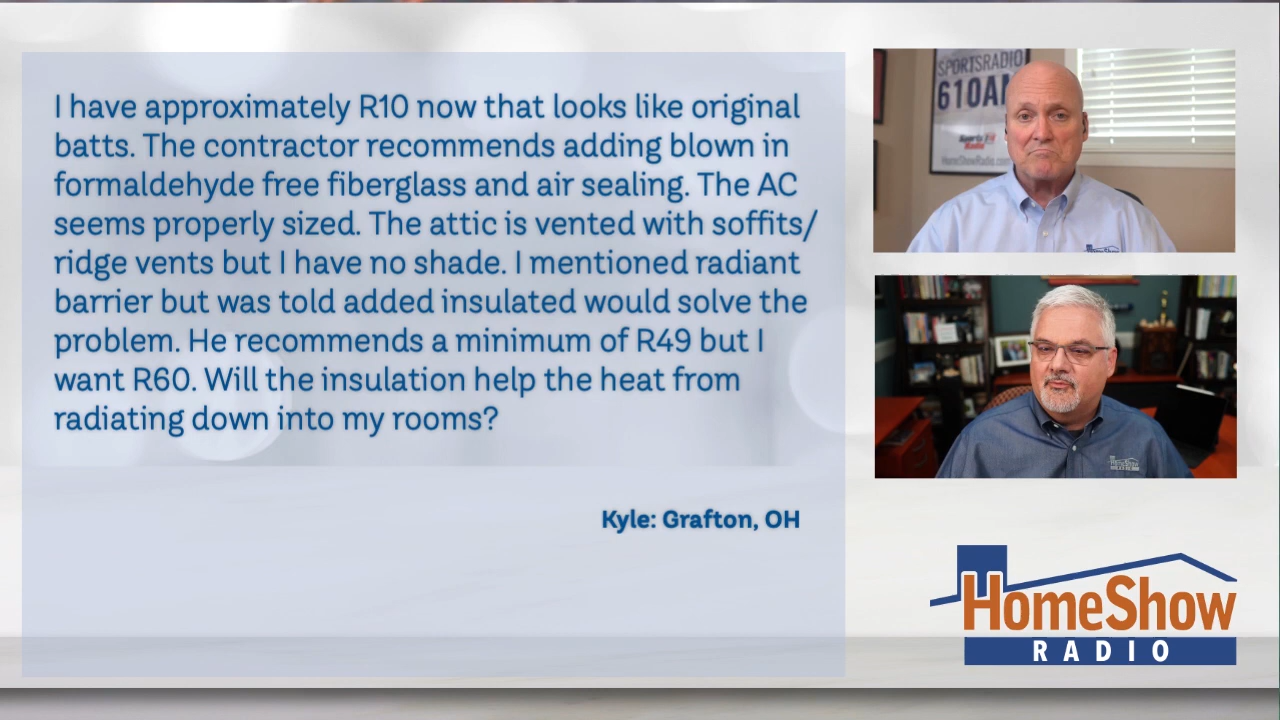 I have approximately R10 now that looks like original
batts. The contractor recommends adding blown in
formaldehyde free fiberglass and air sealing. The AC
seems properly sized. The attic is vented with soffits/
ridge vents but I have no shade. I mentioned radiant
barrier but was told added insulated would solve the
problem. He recommends a minimum of R49 but I
want R60. Will the insulation help the heat from
radiating down into my rooms?
Kyle: Grafton, OH
SPORTSRADIO
610AM
HomeShowRadio.com
HomeShow
RADIO